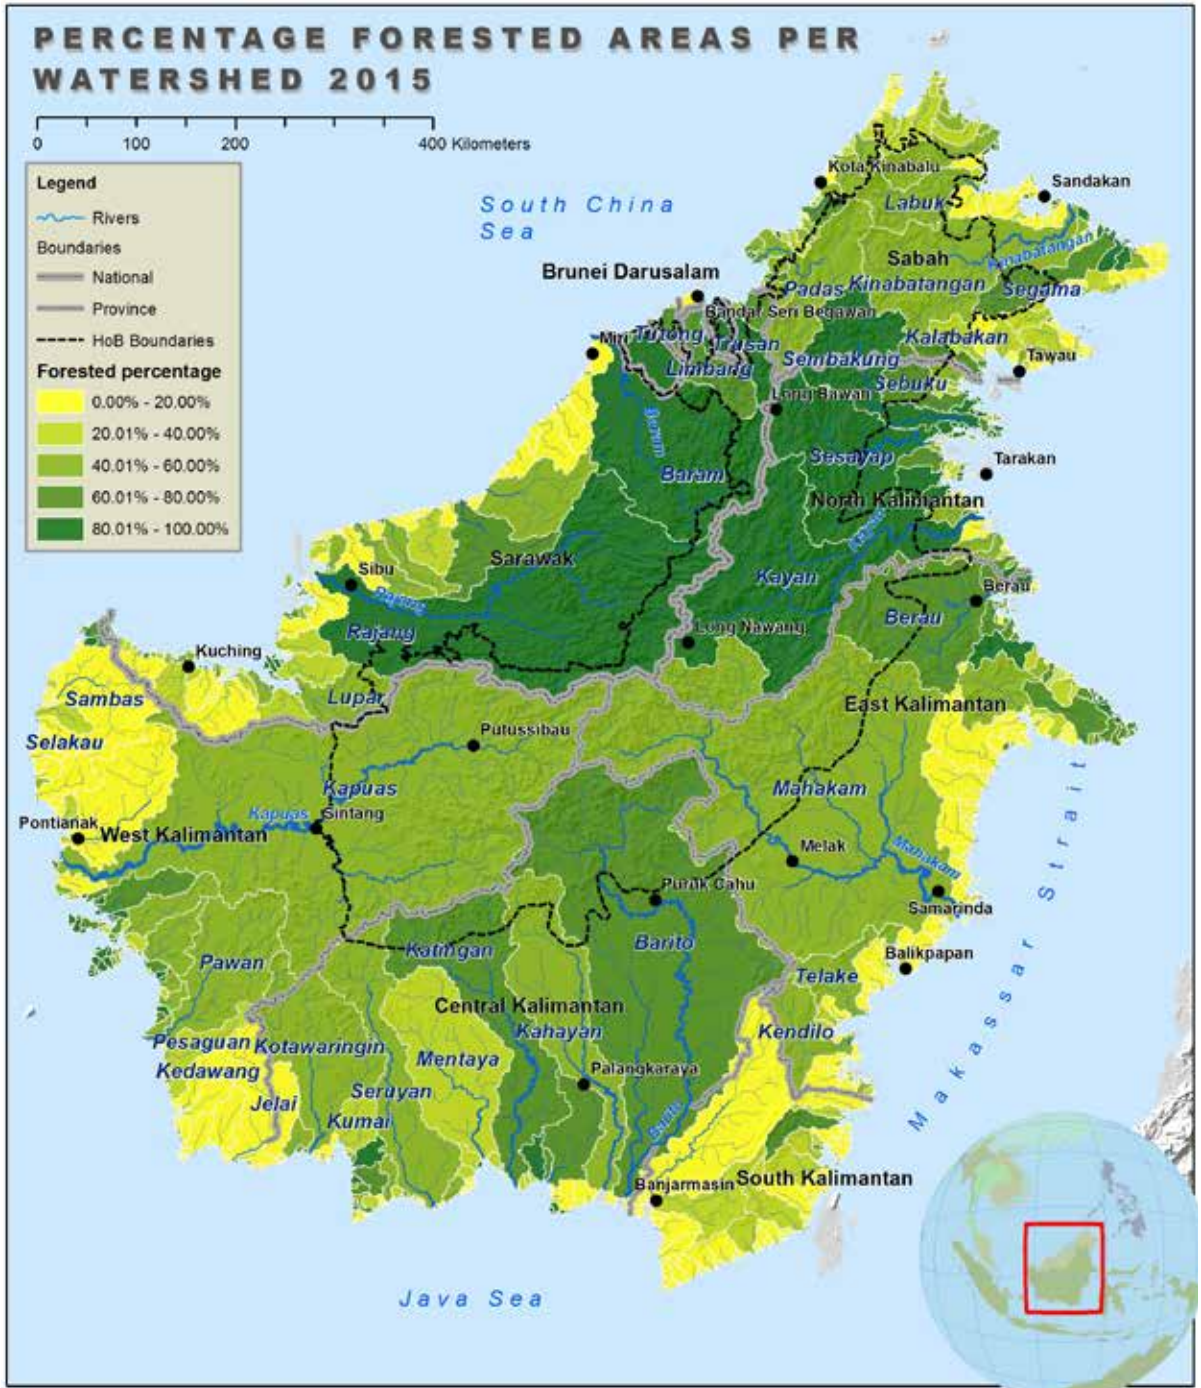 PERCENTAGE FORESTED AREAS PER
WATERSHED 2015
0 100 200 400 Kilometers
Legend
Rivers
Boundaries
National
Province
HoB Boundaries
Forested percentage
0.00% - 20.00%
20.01% - 40.00%
40.01% - 60.00%
60.01% - 80.00%
80.01% - 100.00%
South China
Sea
Kota Kinabalu
Sandakan
Labuk
Sabah
Kinabatangan
Brunei Darusalam
Padas
Kinabatangan
Segama
Bandar Seri Begawan
Miri
Tutong
Trusan
Limbang
Kalabakan
Sembakung
Tawau
Sebuku
Long Bawan
Baram
Baram
Sesayap
Tarakan
North Kalimantan
Sarawak
Kayan
Sibu
Rajang
Rajang
Berau
Berau
Long Nawang
Kuching
Sambas
Lupar
East Kalimantan
Selakau
Putussibau
Kapuas
Mahakam
Kapuas
Sintang
Pontianak
West Kalimantan
Melak
Mahakam
Samarinda
Puruk Cahu
Makassar Strait
Katingan
Barito
Balikpapan
Pawan
Telake
Central Kalimantan
Kahayan
Kendilo
Pesaguan
Kotawaringin
Mentaya
Kedawang
Palangkaraya
Seruyan
Jelai
Kumai
Barito
Banjarmasin
South Kalimantan
Java Sea